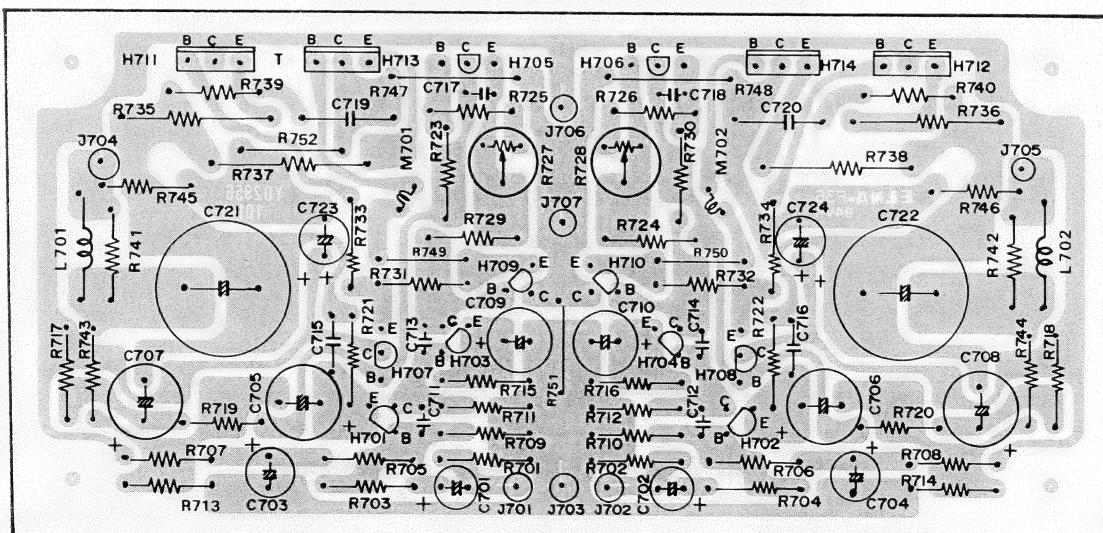 B C E B C E B C E B C E B C E B C E
H711 T H713 H705 H706 H714 H712
R739 R747 C717 R725 R726 C718 R748 R740
R735 C719 C720 R736
J706
R752 M701 R723 R730 M702
J704 R727 R728 R738 J705
R737
R745 J707 R746
C721 C723 R733 R729 R724 R734 C724 C722
L701 R741 R742 L702
R749 R750
R731 H709 E E H710 R732
B C C B
C709 C710
R717 R743 C715 R721 E C713 C E E C C714 E R722 C716 R744 R718
C707 C705 C H703 H704 C C706 C708
H707 B B H708
B R715 R751 R716 B
E C C711 R711 R712 C712 C E
R719 B R709 R710 B R720
H701 H702
R707 R705 R701 R702 R706 R708
R713 C703 R703 C701 J701 J703 J702 C702 R704 C704 R714